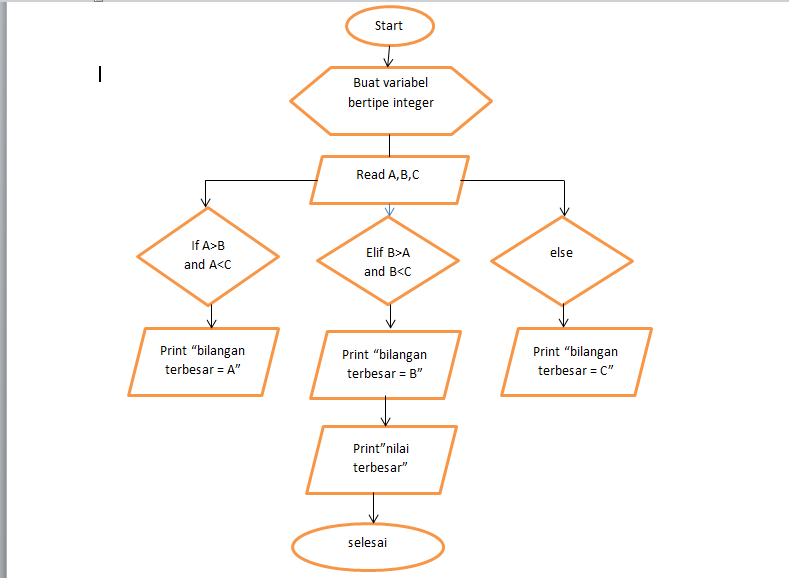 Start
Buat variabel
bertipe integer
Read A,B,C
If A>B
and A<C
Elif B>A
and B<C
else
Print “bilangan
terbesar = A”
Print “bilangan
terbesar = B”
Print “bilangan
terbesar = C”
Print”nilai
terbesar”
selesai